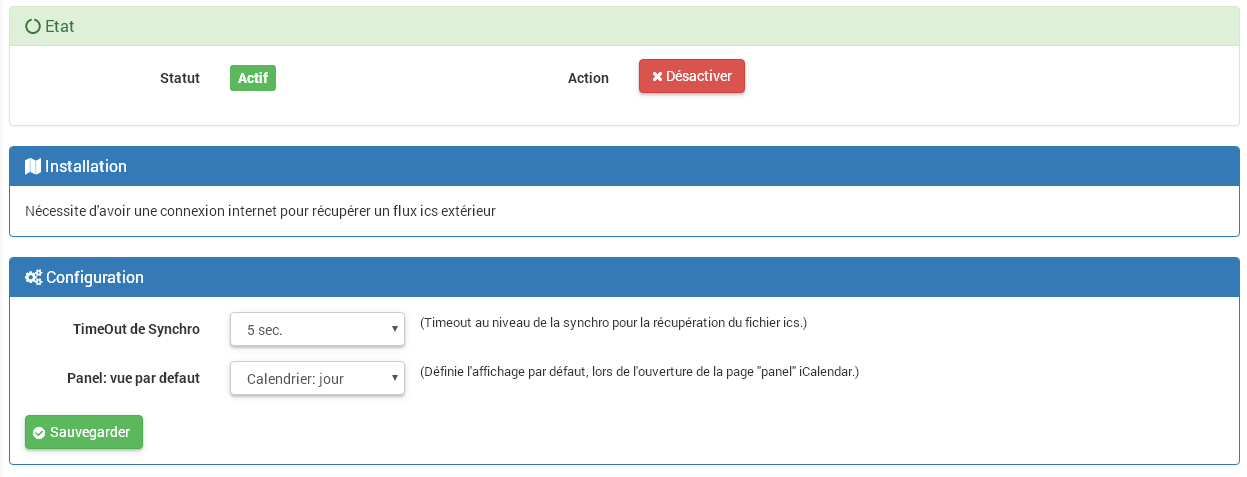 Etat
Statut Actif Action Désactiver
Installation
Nécessite d'avoir une connexion internet pour récupérer un flux ics extérieur
Configuration
TimeOut de Synchro 5 sec. (Timeout au niveau de la synchro pour la récupération du fichier ics.)
Panel: vue par defaut Calendrier: jour (Définie l'affichage par défaut, lors de l'ouverture de la page "panel" iCalendar.)
Sauvegarder